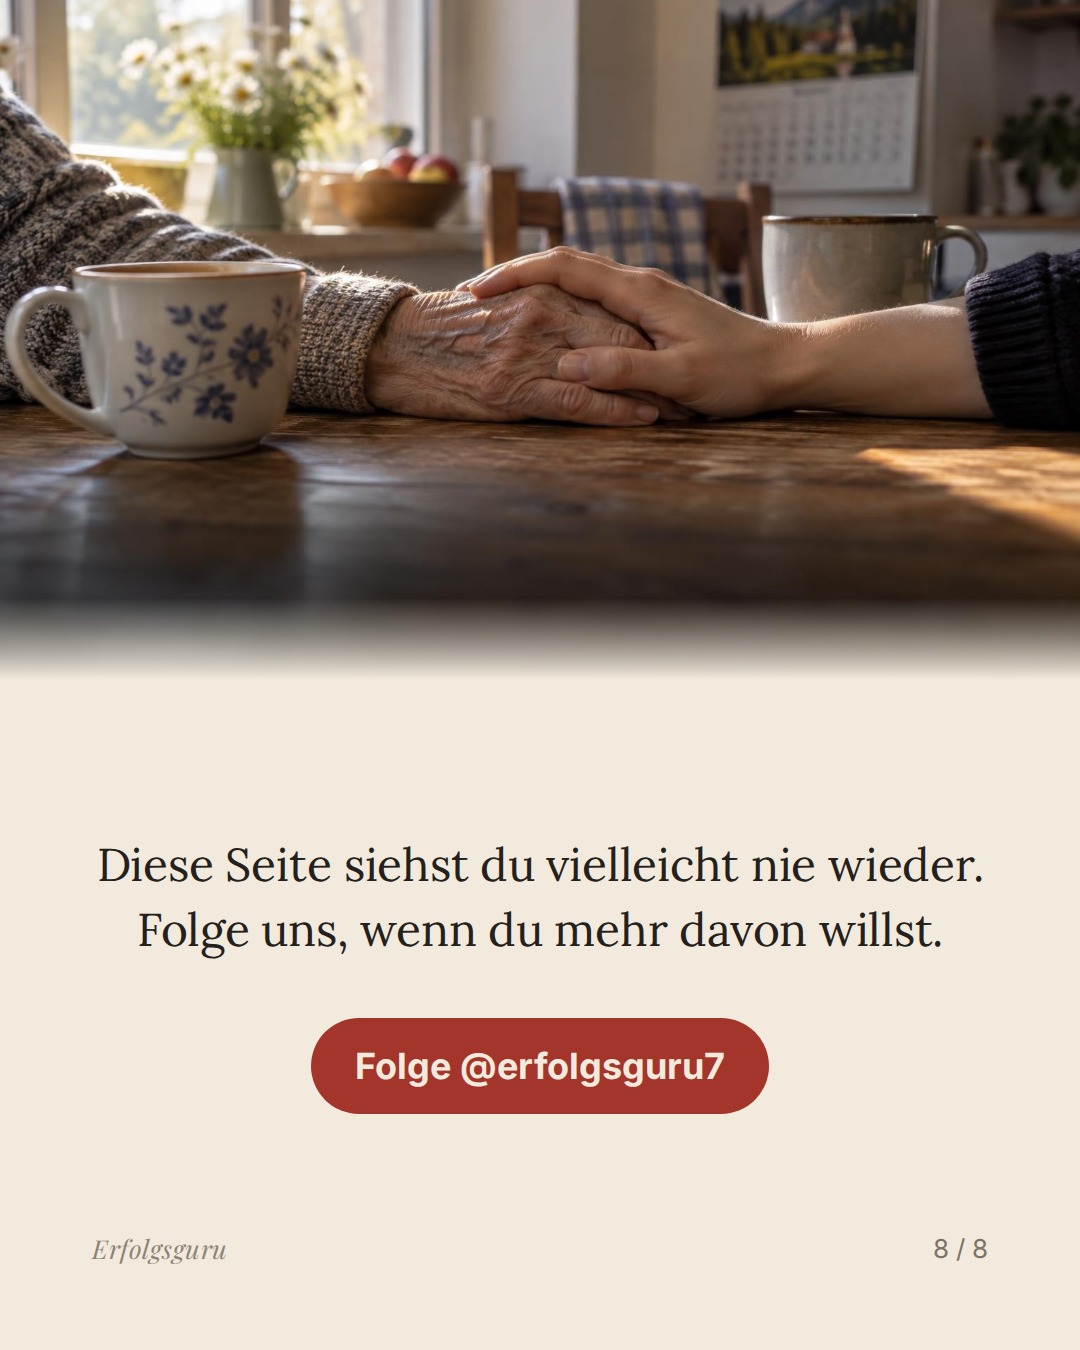 Diese Seite siehst du vielleicht nie wieder.
Folge uns, wenn du mehr davon willst.
Folge @erfolgsguru7
Erfolgsguru
8 / 8